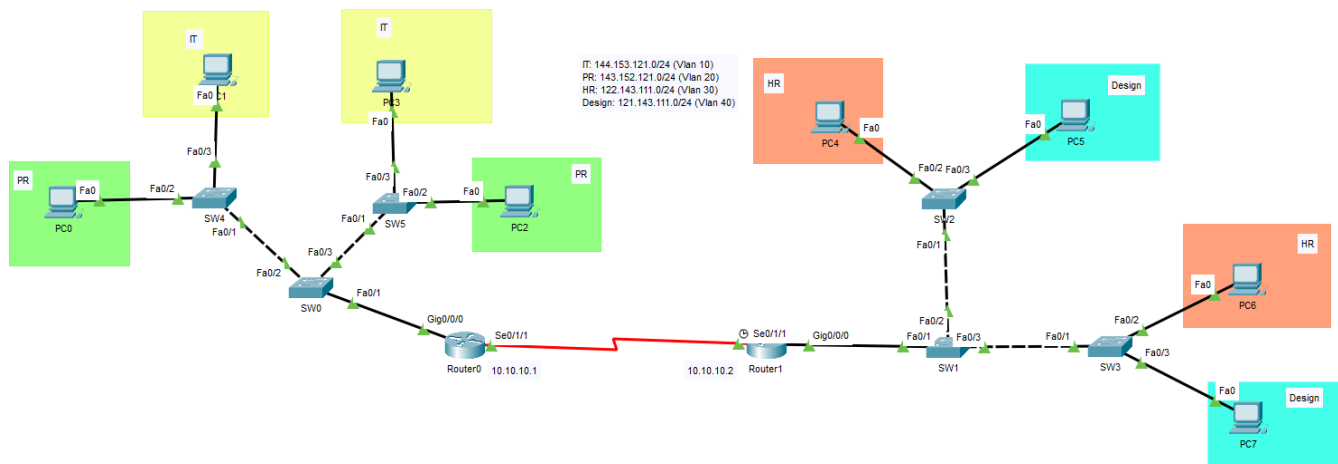 IT
Fa0
PC1
Fa0/3
PR
Fa0
PC0
Fa0/2
SW4
Fa0/1
IT
PC3
Fa0
Fa0/3
Fa0/2
Fa0
PR
PC2
Fa0/1
SW5
Fa0/3
Fa0/2
SW0
Fa0/1
Gig0/0/0
Se0/1/1
Router0
10.10.10.1
IT: 144.153.121.0/24 (Vlan 10)
PR: 143.152.121.0/24 (Vlan 20)
HR: 122.143.111.0/24 (Vlan 30)
Design: 121.143.111.0/24 (Vlan 40)
HR
Fa0
PC4
Design
Fa0
PC5
Fa0/2
Fa0/3
SW2
Fa0/1
Fa0/2
Se0/1/1
Gig0/0/0
Router1
10.10.10.2
Fa0/1
Fa0/3
SW1
Fa0/1
SW3
Fa0/2
Fa0/3
HR
Fa0
PC6
Design
Fa0
PC7